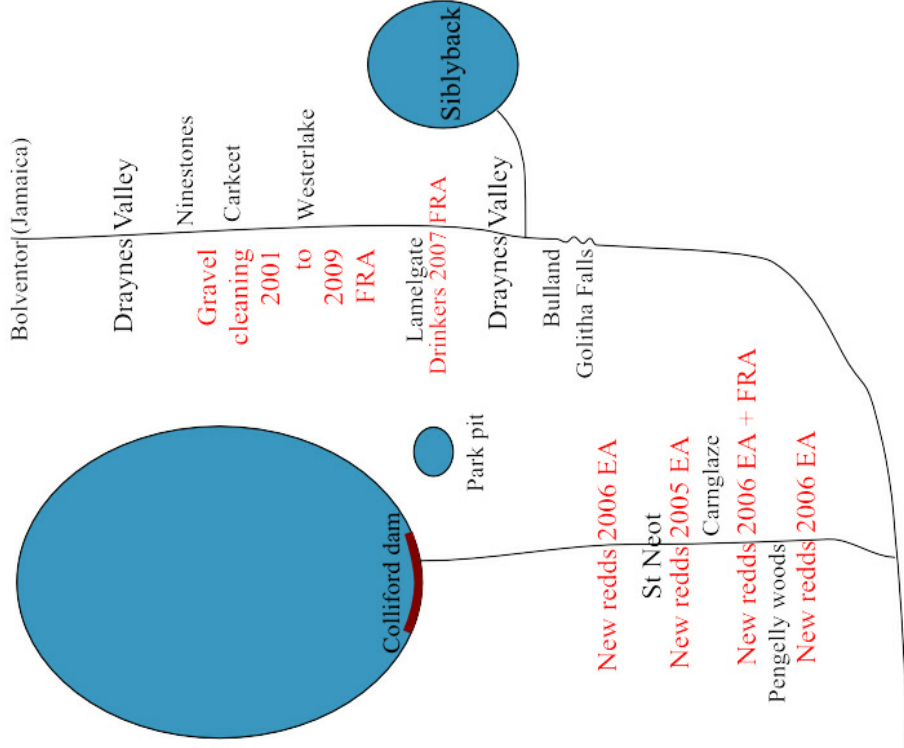 Bolventor (Jamaica)
Draynes Valley
Ninestones
Carkeet
Gravel
cleaning
2001
to
2009
FRA
Westerlake
Siblyback
Lamelgate
Drinkers 2007 FRA
Draynes Valley
Bulland
Golitha Falls
Colliford dam
Park pit
New redds 2006 EA
St Neot
New redds 2005 EA
Carnglaze
New redds 2006 EA + FRA
Pengelly woods
New redds 2006 EA